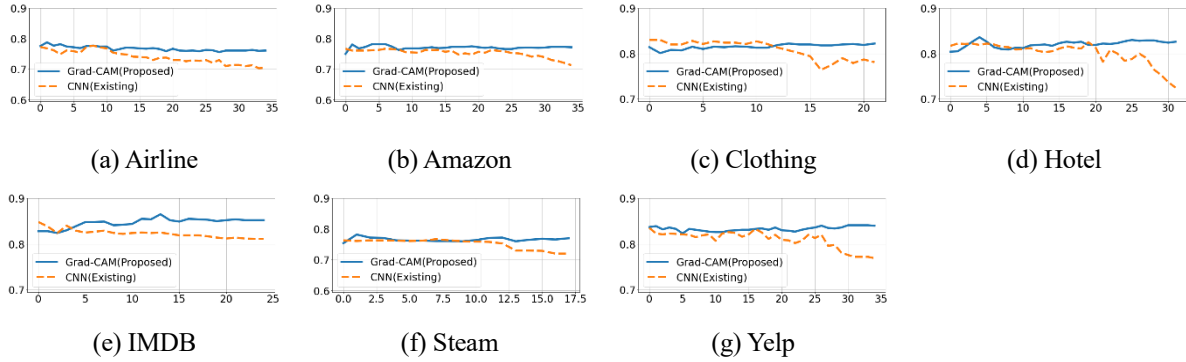 0.9
0.8
0.7
0.6
Grad-CAM(Proposed)
CNN(Existing)
0 5 10 15 20 25 30 35
(a) Airline
0.9
0.8
0.7
0.6
Grad-CAM(Proposed)
CNN(Existing)
0 5 10 15 20 25 30 35
(b) Amazon
0.9
0.8
0.7
Grad-CAM(Proposed)
CNN(Existing)
0 5 10 15 20
(c) Clothing
0.9
0.8
0.7
Grad-CAM(Proposed)
CNN(Existing)
0 5 10 15 20 25 30
(d) Hotel
0.9
0.8
0.7
Grad-CAM(Proposed)
CNN(Existing)
0 5 10 15 20 25
(e) IMDB
0.9
0.8
0.7
0.6
Grad-CAM(Proposed)
CNN(Existing)
0.0 2.5 5.0 7.5 10.0 12.5 15.0 17.5
(f) Steam
0.9
0.8
0.7
Grad-CAM(Proposed)
CNN(Existing)
0 5 10 15 20 25 30 35
(g) Yelp